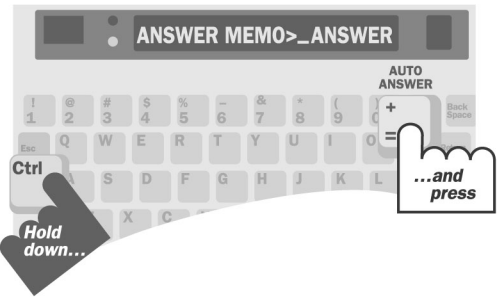 ANSWER MEMO>_ANSWER
AUTO
ANSWER
! @ # $ % – & * (
1 2 3 4 5 6 7 8 9
+
=
Back
Space
Esc Q W E R T Y U I O
Ctrl
A S D F G H J K L
X C
Hold
down...
...and
press